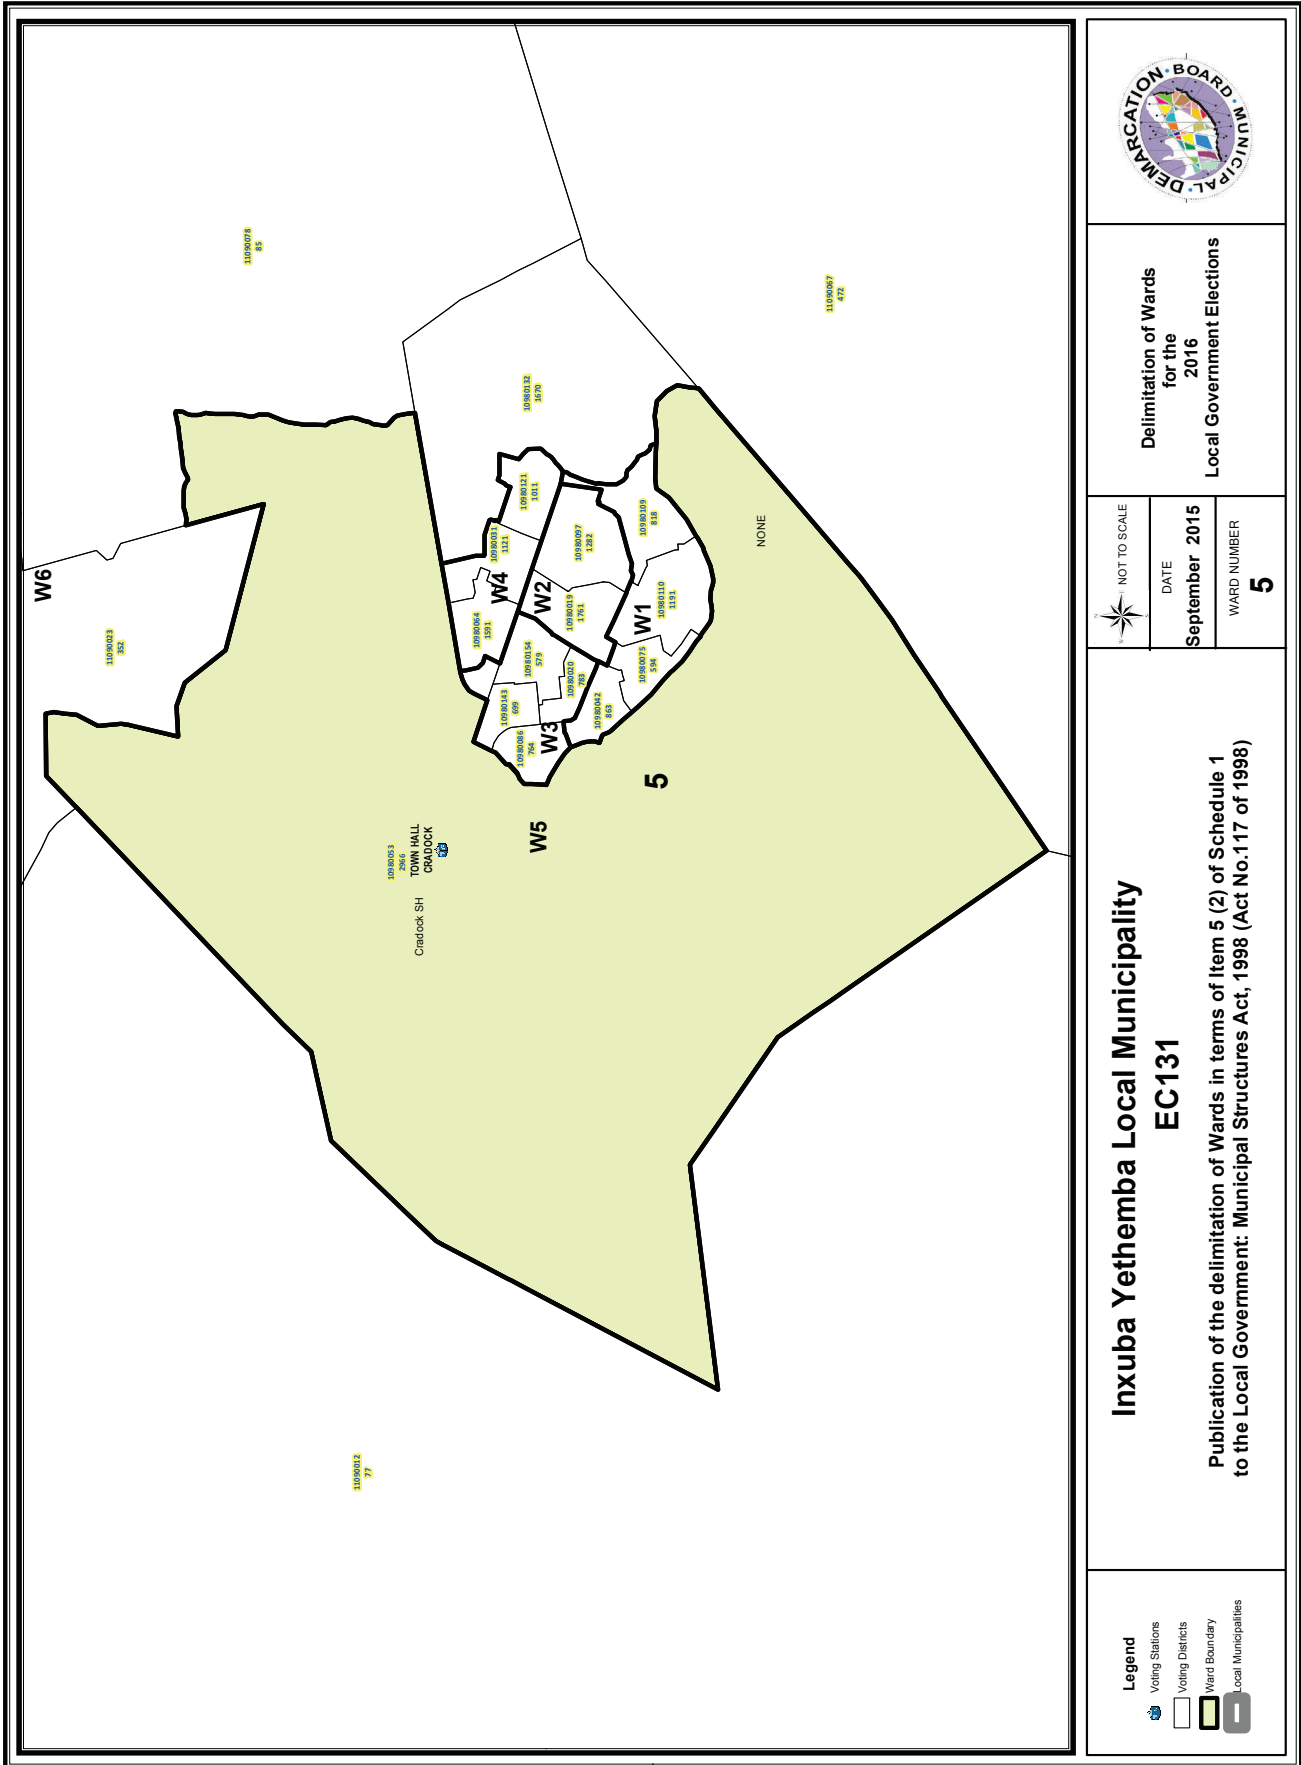 W6
11090023
352
11090078
85
11090067
472
10980132
1670
10980121
1011
10980031
1121
W4
10980064
1591
10980097
1282
W2
10980019
1761
10980109
818
NONE
W1
10980110
1191
10980075
594
10980154
579
10980020
783
10980143
699
10980086
764
W3
10980042
863
5
W5
10980053
2966
TOWN HALL
CRADOCK
Cradock SH
11090012
77
Legend
Voting Stations
Voting Districts
Ward Boundary
Local Municipalities
Inxuba Yethemba Local Municipality
EC131
Publication of the delimitation of Wards in terms of Item 5 (2) of Schedule 1
to the Local Government: Municipal Structures Act, 1998 (Act No.117 of 1998)
N
W
E
S
NOT TO SCALE
DATE
September 2015
WARD NUMBER
5
Delimitation of Wards
for the
2016
Local Government Elections
MUNICIPAL • DEMARCATION • BOARD •